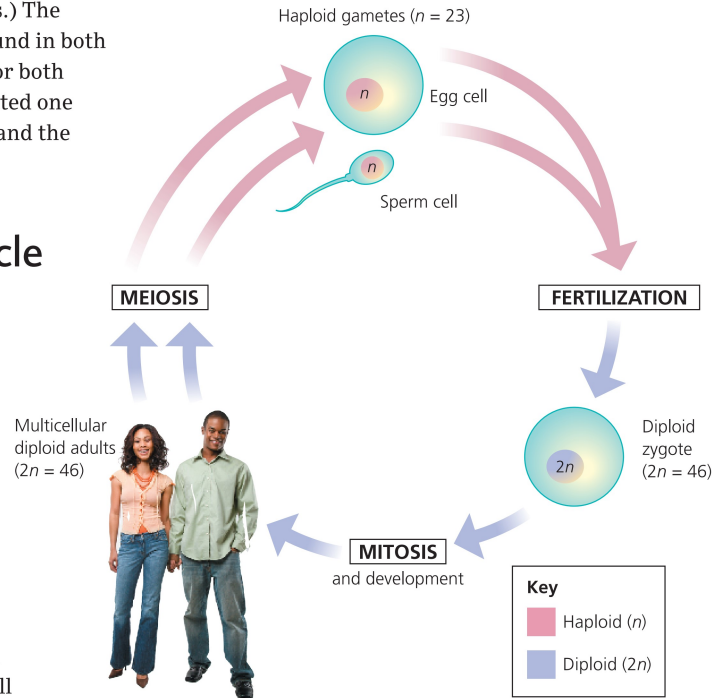 s.) The
und in both
or both
ted one
and the
cle
Haploid gametes (n = 23)
n
Egg cell
n
Sperm cell
MEIOSIS
FERTILIZATION
Multicellular
diploid adults
(2n = 46)
2n
Diploid
zygote
(2n = 46)
MITOSIS
and development
Key
Haploid (n)
Diploid (2n)
ll